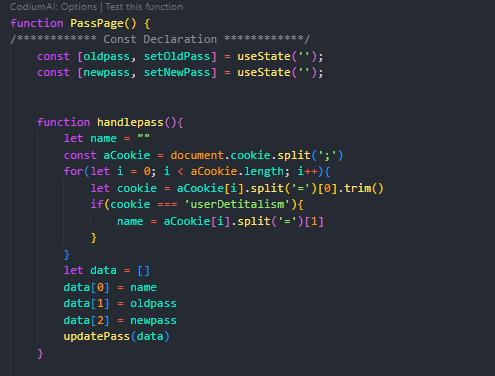 CodiumAI: Options | Test this function
function PassPage() {
/************ Const Declaration ************/
    const [oldpass, setOldPass] = useState('');
    const [newpass, setNewPass] = useState('');
    function handlepass(){
        let name = ""
        const aCookie = document.cookie.split(';')
        for(let i = 0; i < aCookie.length; i++){
            let cookie = aCookie[i].split('=')[0].trim()
            if(cookie === 'userDetitalism'){
                name = aCookie[i].split('=')[1]
            }
        }
        let data = []
        data[0] = name
        data[1] = oldpass
        data[2] = newpass
        updatePass(data)
    }